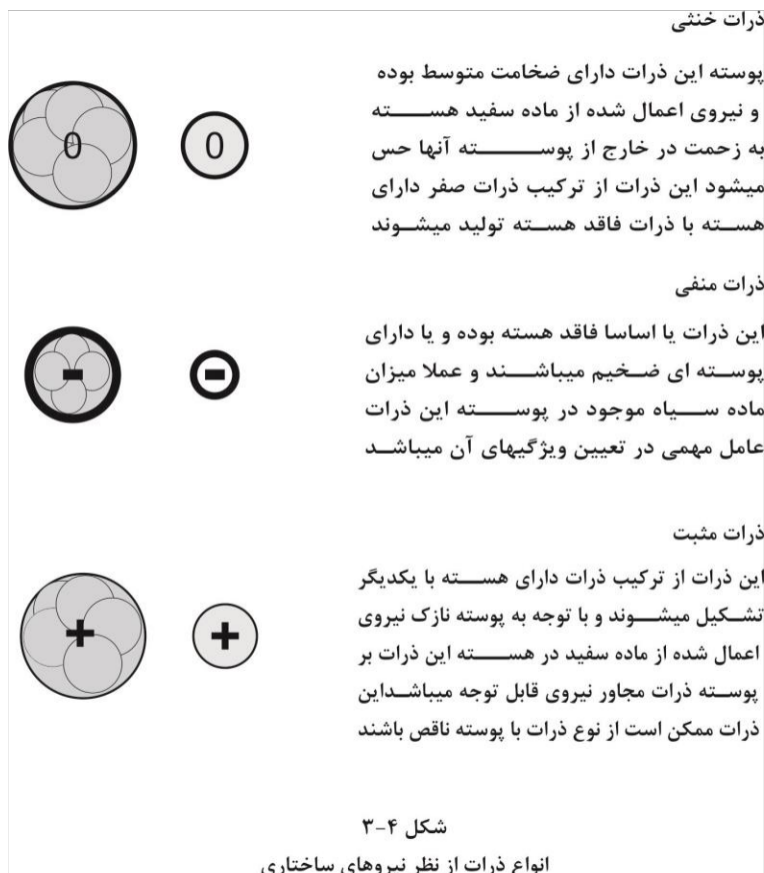 ذرات خنثی
پوسته این ذرات دارای ضخامت متوسط بوده
و نیروی اعمال شده از ماده سفید هسته
به زحمت در خارج از پوسته آنها حس
میشود این ذرات از ترکیب ذرات صفر دارای
هسته با ذرات فاقد هسته تولید میشوند
0
0
ذرات منفی
این ذرات یا اساسا فاقد هسته بوده و یا دارای
پوسته ای ضخیم میباشند و عملا میزان
ماده سیاه موجود در پوسته این ذرات
عامل مهمی در تعیین ویژگیهای آن میباشد
-
-
ذرات مثبت
این ذرات از ترکیب ذرات دارای هسته با یکدیگر
تشکیل میشوند و با توجه به پوسته نازک نیروی
اعمال شده از ماده سفید در هسته این ذرات بر
پوسته ذرات مجاور نیروی قابل توجه میباشداین
ذرات ممکن است از نوع ذرات با پوسته ناقص باشند
+
+
شکل ۴-۳
انواع ذرات از نظر نیروهای ساختاری